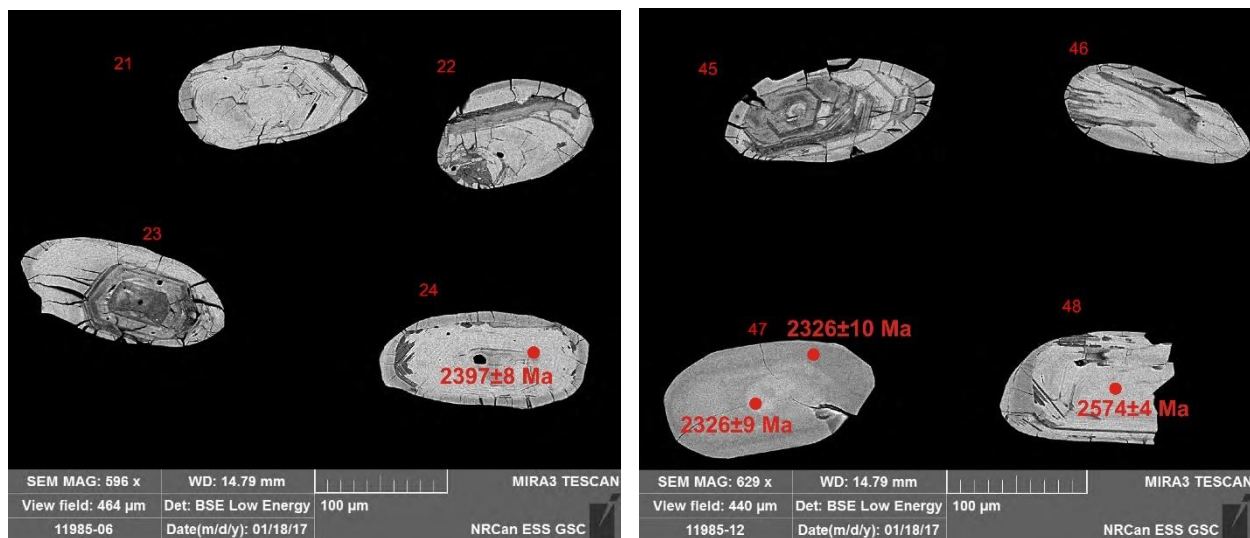 21
22
23
24
2397±8 Ma
SEM MAG: 596 x
WD: 14.79 mm
MIRA3 TESCAN
View field: 464 µm
Det: BSE Low Energy
100 µm
11985-06
Date(m/d/y): 01/18/17
NRCan ESS GSC
45
46
47
2326±10 Ma
48
2326±9 Ma
2574±4 Ma
SEM MAG: 629 x
WD: 14.79 mm
MIRA3 TESCAN
View field: 440 µm
Det: BSE Low Energy
100 µm
11985-12
Date(m/d/y): 01/18/17
NRCan ESS GSC